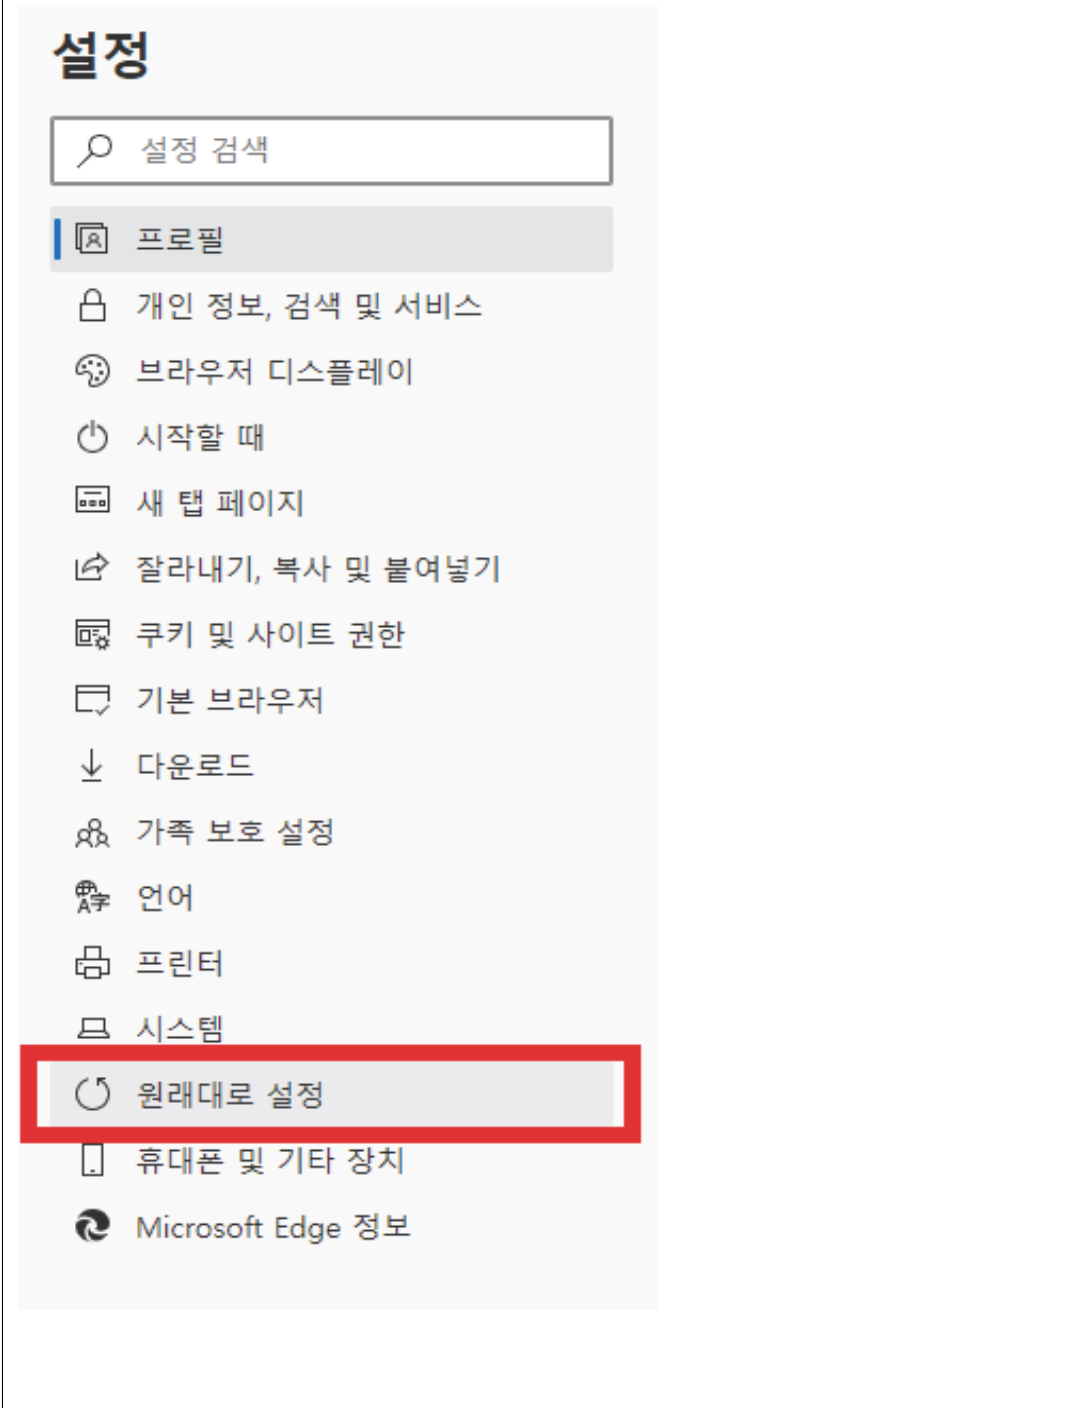 설정
설정 검색
프로필
개인 정보, 검색 및 서비스
브라우저 디스플레이
시작할 때
새 탭 페이지
잘라내기, 복사 및 붙여넣기
쿠키 및 사이트 권한
기본 브라우저
다운로드
가족 보호 설정
언어
프린터
시스템
원래대로 설정
휴대폰 및 기타 장치
Microsoft Edge 정보